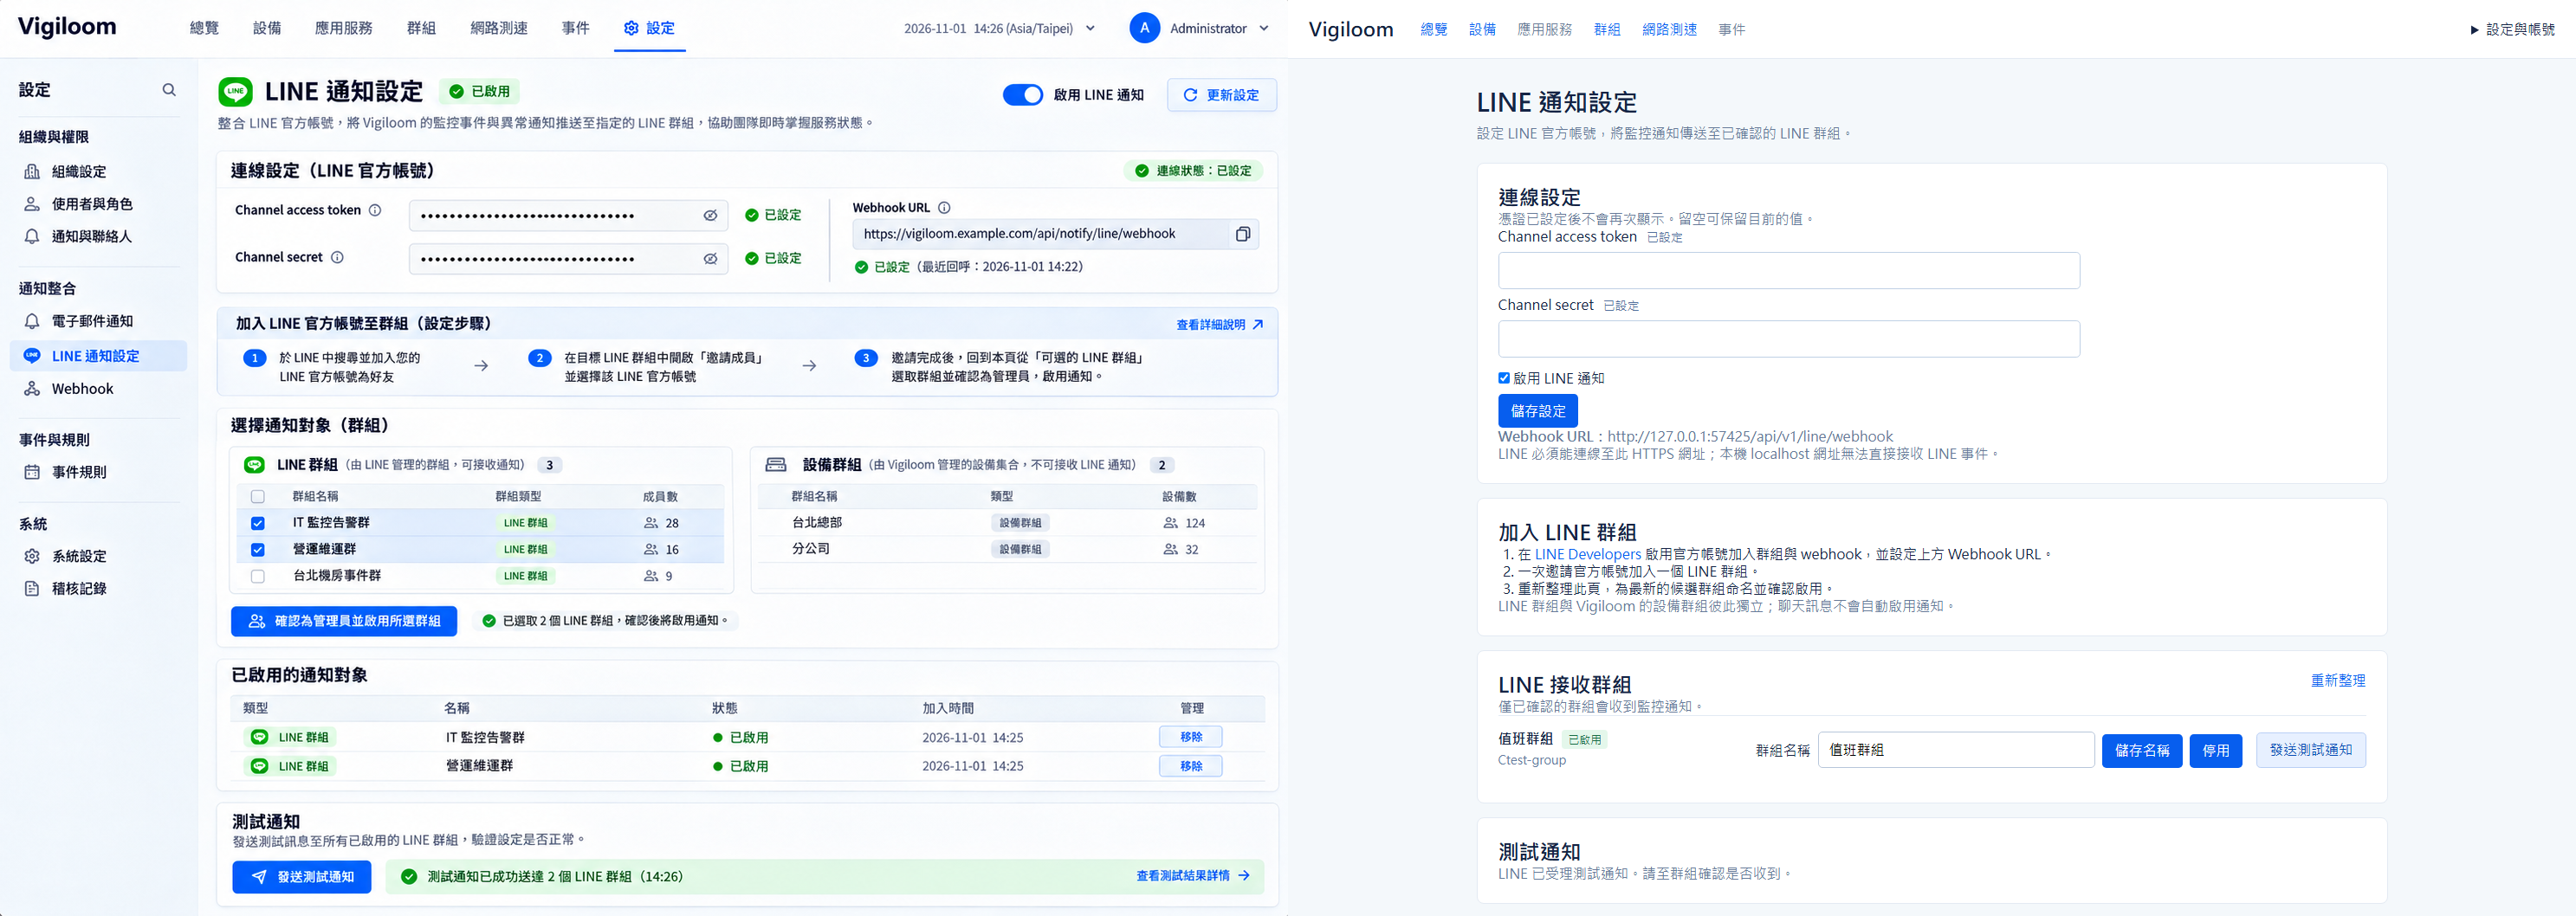 Vigiloom
總覽
設備
應用服務
群組
網路測速
事件
設定
2026-11-01 14:26 (Asia/Taipei)
A
Administrator
設定
組織與權限
組織設定
使用者與角色
通知與聯絡人
通知整合
電子郵件通知
LINE 通知設定
Webhook
事件與規則
事件規則
系統
系統設定
稽核記錄
LINE
LINE 通知設定
已啟用
啟用 LINE 通知
更新設定
整合 LINE 官方帳號，將 Vigiloom 的監控事件與異常通知推送至指定的 LINE 群組，協助團隊即時掌握服務狀態。
連線設定（LINE 官方帳號）
連線狀態：已設定
Channel access token
••••••••••••••••••••••••••••••
已設定
Channel secret
••••••••••••••••••••••••••••••
已設定
Webhook URL
https://vigiloom.example.com/api/notify/line/webhook
已設定（最近回呼：2026-11-01 14:22）
加入 LINE 官方帳號至群組（設定步驟）
查看詳細說明
1
於 LINE 中搜尋並加入您的
LINE 官方帳號為好友
2
在目標 LINE 群組中開啟「邀請成員」
並選擇該 LINE 官方帳號
3
邀請完成後，回到本頁從「可選的 LINE 群組」
選取群組並確認為管理員，啟用通知。
選擇通知對象（群組）
LINE 群組（由 LINE 管理的群組，可接收通知） 3
群組名稱 群組類型 成員數
IT 監控告警群 LINE 群組 28
營運維運群 LINE 群組 16
台北機房事件群 LINE 群組 9
設備群組（由 Vigiloom 管理的設備集合，不可接收 LINE 通知） 2
群組名稱 類型 設備數
台北總部 設備群組 124
分公司 設備群組 32
確認為管理員並啟用所選群組
已選取 2 個 LINE 群組，確認後將啟用通知。
已啟用的通知對象
類型 名稱 狀態 加入時間 管理
LINE 群組 IT 監控告警群 已啟用 2026-11-01 14:25 移除
LINE 群組 營運維運群 已啟用 2026-11-01 14:25 移除
測試通知
發送測試訊息至所有已啟用的 LINE 群組，驗證設定是否正常。
發送測試通知
測試通知已成功送達 2 個 LINE 群組（14:26）
查看測試結果詳情
Vigiloom
總覽
設備
應用服務
群組
網路測速
事件
▶ 設定與帳號
LINE 通知設定
設定 LINE 官方帳號，將監控通知傳送至已確認的 LINE 群組。
連線設定
憑證已設定後不會再次顯示。留空可保留目前的值。
Channel access token 已設定
Channel secret 已設定
啟用 LINE 通知
儲存設定
Webhook URL：http://127.0.0.1:57425/api/v1/line/webhook
LINE 必須能連線至此 HTTPS 網址；本機 localhost 網址無法直接接收 LINE 事件。
加入 LINE 群組
1. 在 LINE Developers 啟用官方帳號加入群組與 webhook，並設定上方 Webhook URL。
2. 一次邀請官方帳號加入一個 LINE 群組。
3. 重新整理此頁，為最新的候選群組命名並確認啟用。
LINE 群組與 Vigiloom 的設備群組彼此獨立；聊天訊息不會自動啟用通知。
LINE 接收群組
重新整理
僅已確認的群組會收到監控通知。
值班群組 已啟用
Ctest-group
群組名稱
值班群組
儲存名稱
停用
發送測試通知
測試通知
LINE 已受理測試通知。請至群組確認是否收到。